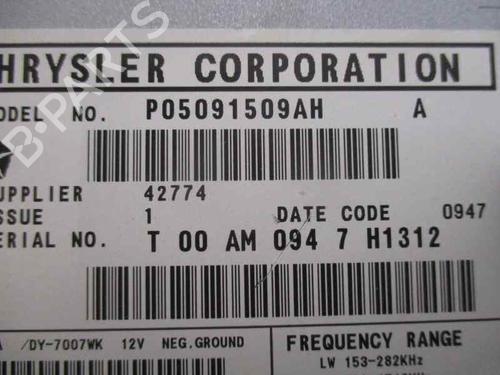 B-PARTS
HRYSLER CORPORATION
ODEL NO. P05091509AH A
UPPLIER 42774
SSUE 1 DATE CODE 0947
ERIAL NO. T 00 AM 094 7 H1312
A /DY-7007WK 12V NEG.GROUND
FREQUENCY RANGE
LW 153-282KHz